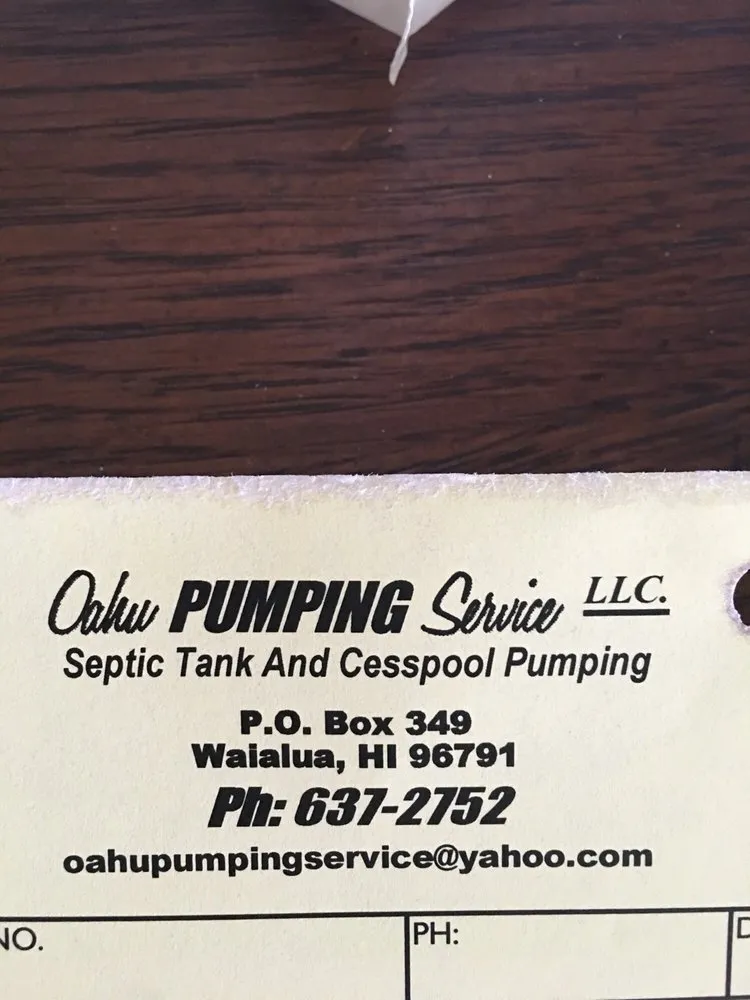 Oahu PUMPING Service LLC.
Septic Tank And Cesspool Pumping
P.O. Box 349
Waialua, HI 96791
Ph: 637-2752
oahupumpingservice@yahoo.com
NO. PH: D